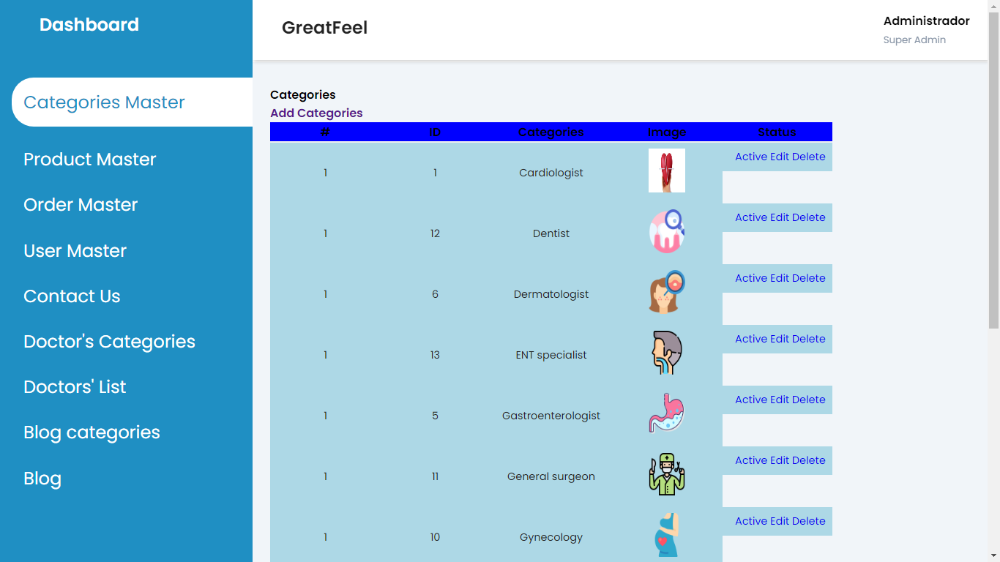 Dashboard
GreatFeel
Administrador
Super Admin
Categories Master
Product Master
Order Master
User Master
Contact Us
Doctor's Categories
Doctors' List
Blog categories
Blog
Categories
Add Categories
# ID Categories Image Status
1 1 Cardiologist Active Edit Delete
1 12 Dentist Active Edit Delete
1 6 Dermatologist Active Edit Delete
1 13 ENT specialist Active Edit Delete
1 5 Gastroenterologist Active Edit Delete
1 11 General surgeon Active Edit Delete
1 10 Gynecology Active Edit Delete